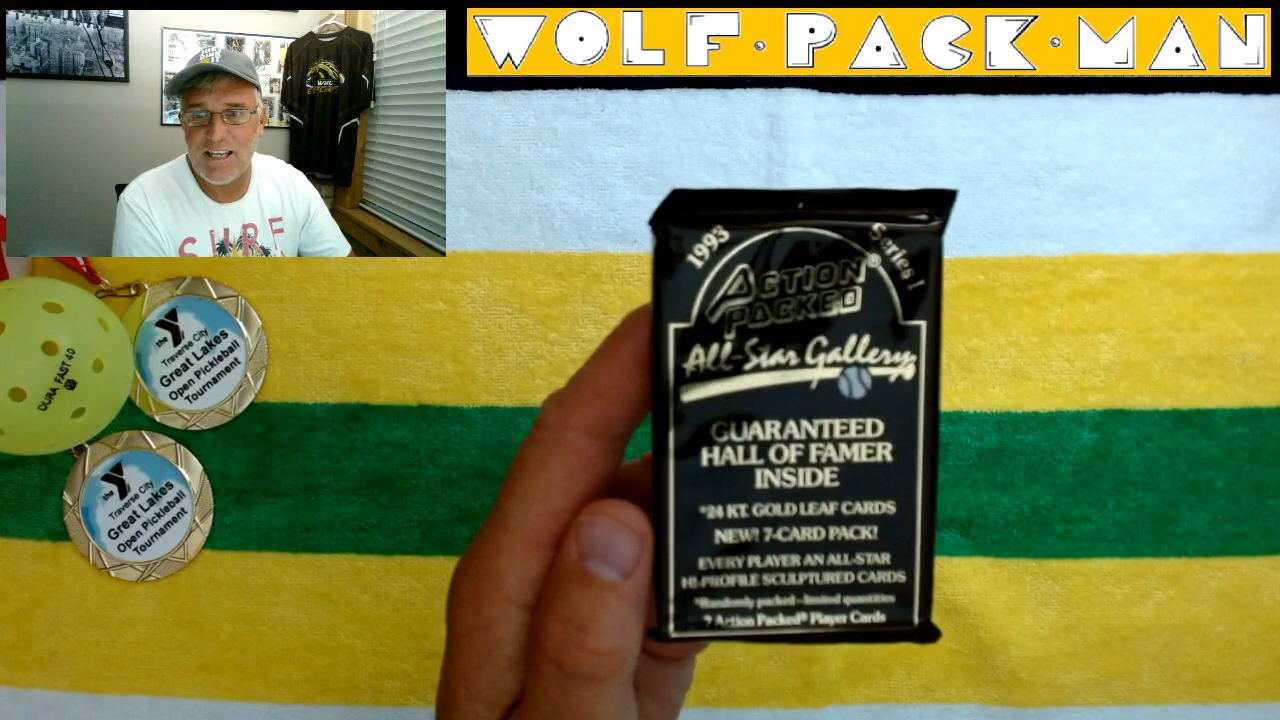 WOLF·PACK·MAN
SURF
1993
Series 1
ACTION
PACKED®
All-Star Gallery
GUARANTEED
HALL OF FAMER
INSIDE
*24 KT. GOLD LEAF CARDS
NEW! 7-CARD PACK!
EVERY PLAYER AN ALL-STAR
HI-PROFILE SCULPTURED CARDS
*Randomly packed-limited quantities
7 Action Packed® Player Cards
DURA FAST 40
the Y
Traverse City
Great Lakes
Open Pickleball
Tournament
the Y
Traverse City
Great Lakes
Open Pickleball
Tournament